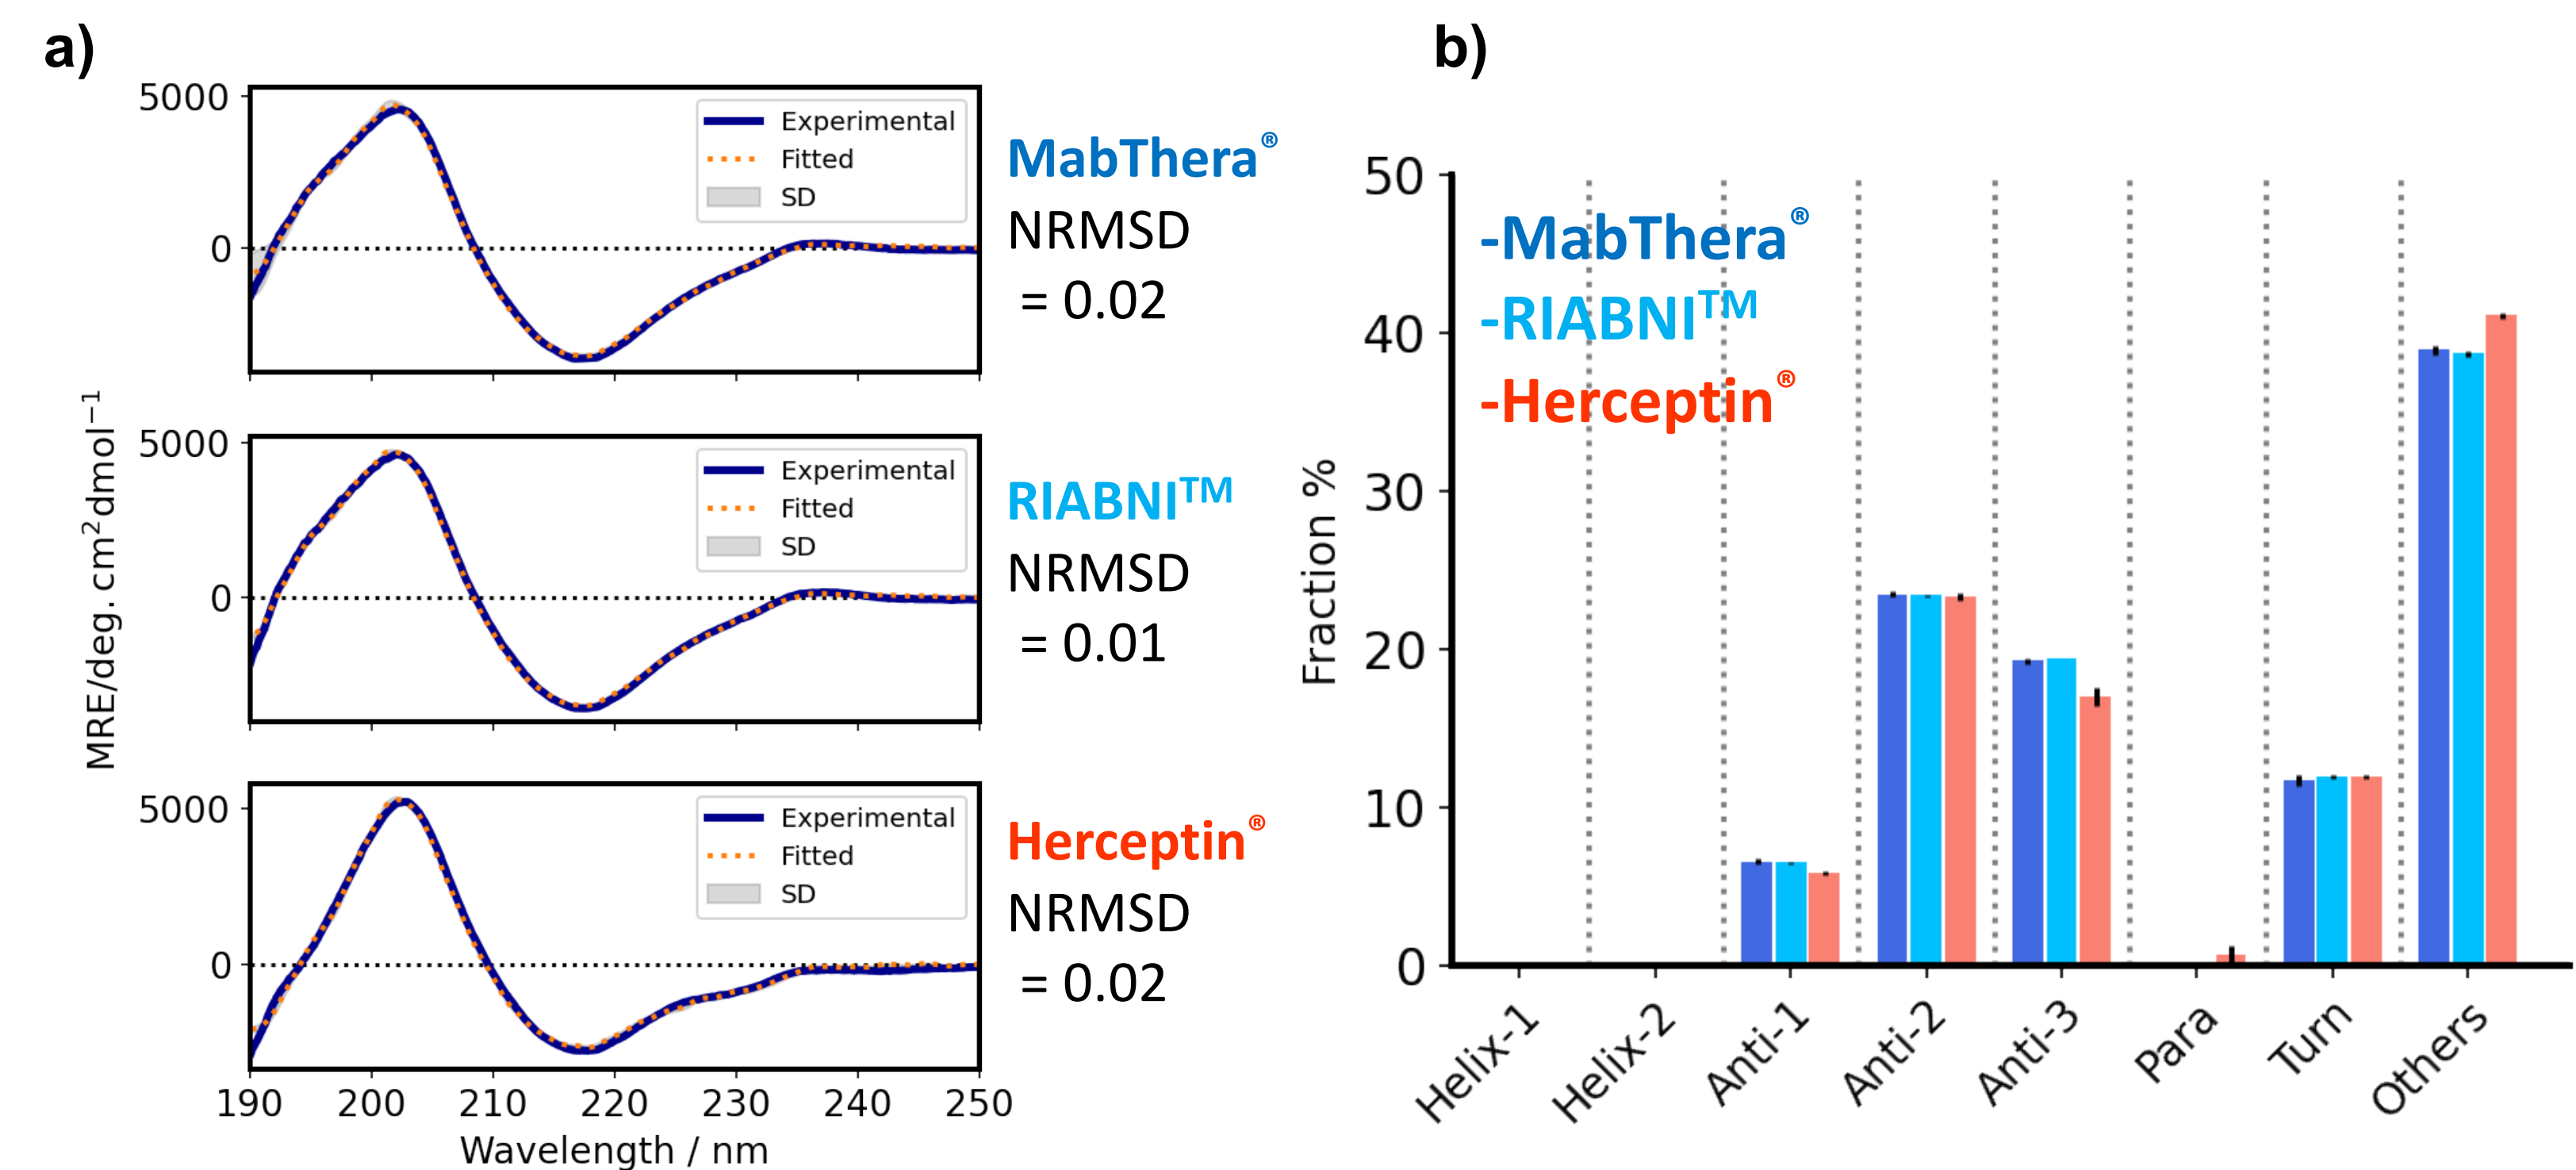 a)
MRE/deg. cm²dmol⁻¹
5000
0
Experimental
Fitted
SD
MabThera®
NRMSD
= 0.02
5000
0
Experimental
Fitted
SD
RIABNI™
NRMSD
= 0.01
5000
0
Experimental
Fitted
SD
Herceptin®
NRMSD
= 0.02
190 200 210 220 230 240 250
Wavelength / nm
b)
Fraction %
50
40
30
20
10
0
-MabThera®
-RIABNI™
-Herceptin®
Helix-1
Helix-2
Anti-1
Anti-2
Anti-3
Para
Turn
Others